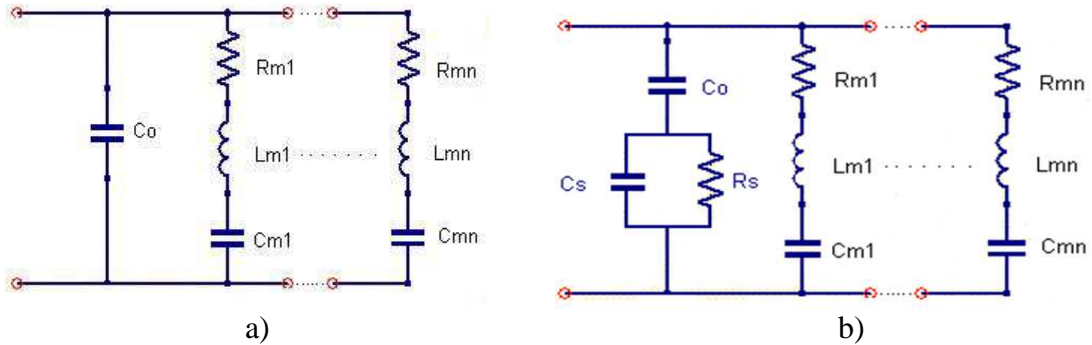 Rm1
Rmn
Co
Lm1
Lmn
Cm1
Cmn
a)
Co
Rm1
Rmn
Cs
Rs
Lm1
Lmn
Cm1
Cmn
b)